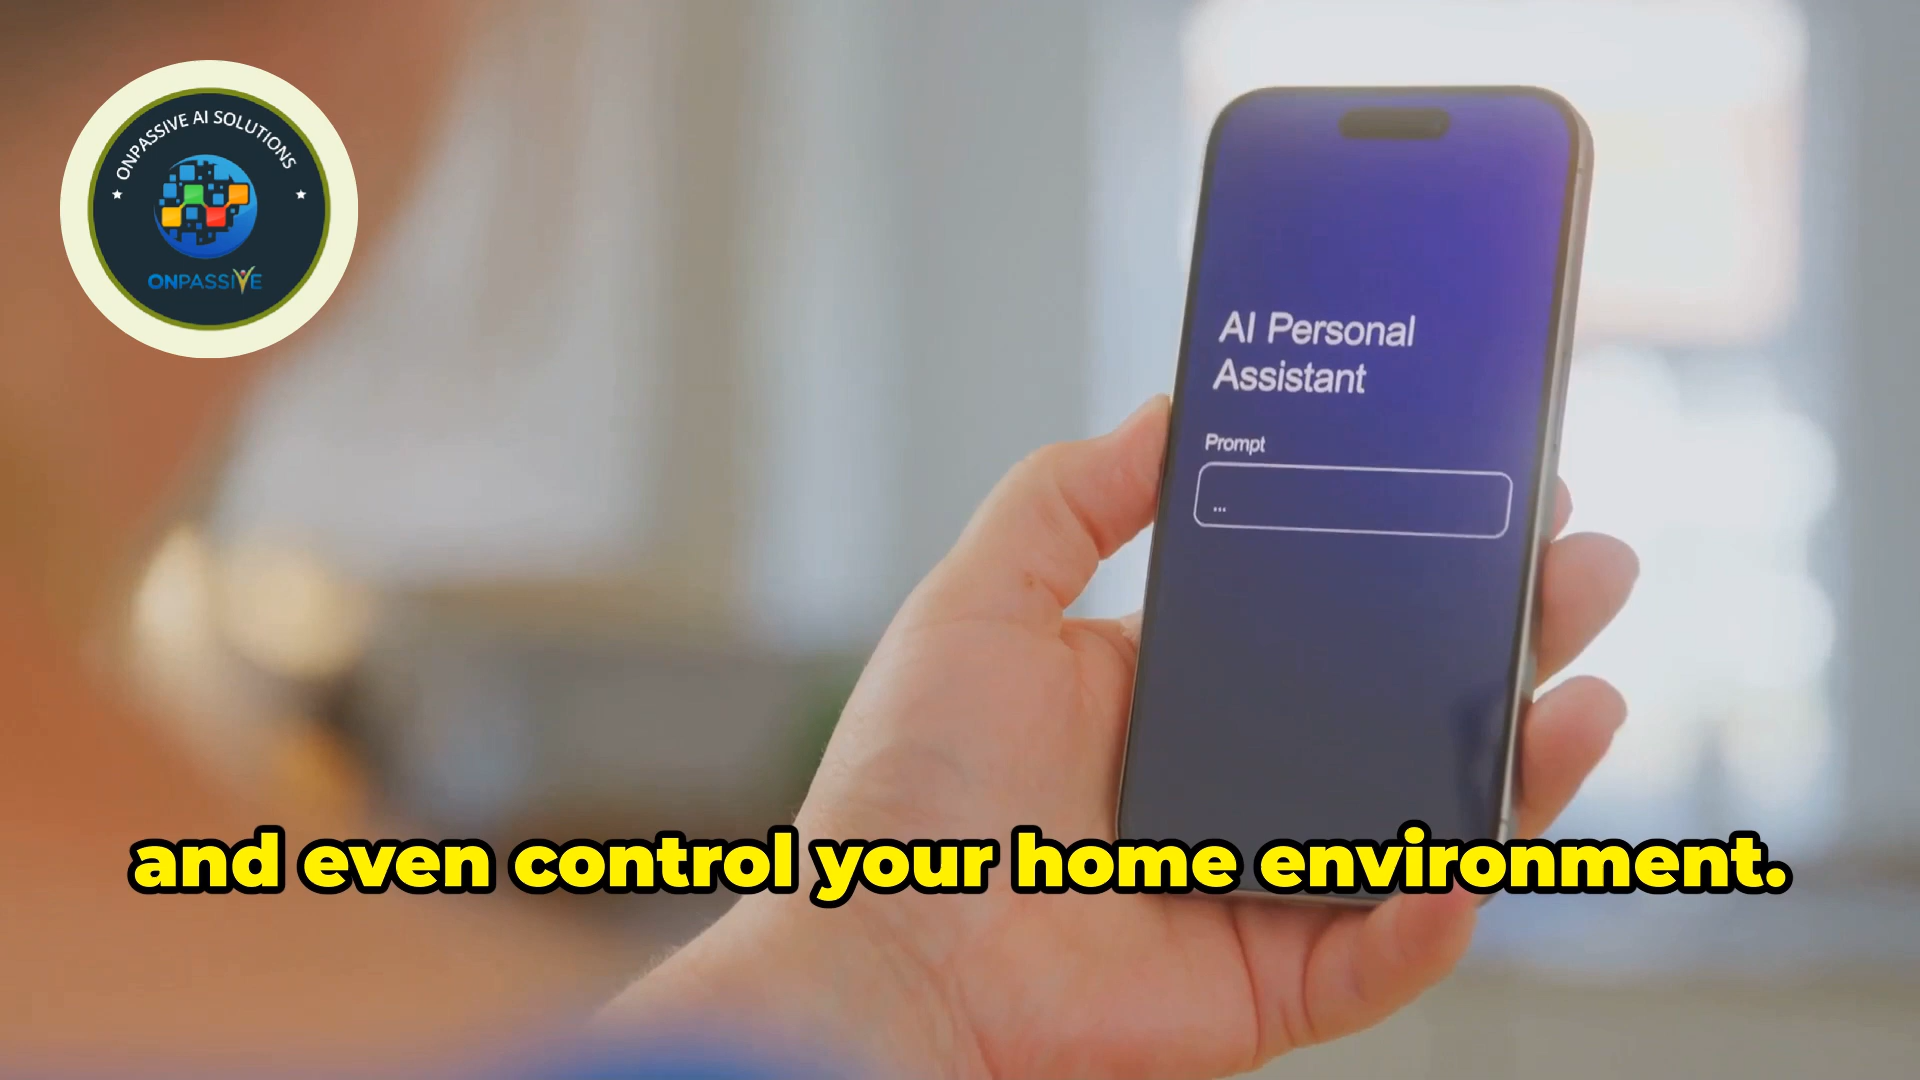 ONPASSIVE AI SOLUTIONS
ONPASSIVE
AI Personal
Assistant
Prompt
...
and even control your home environment.